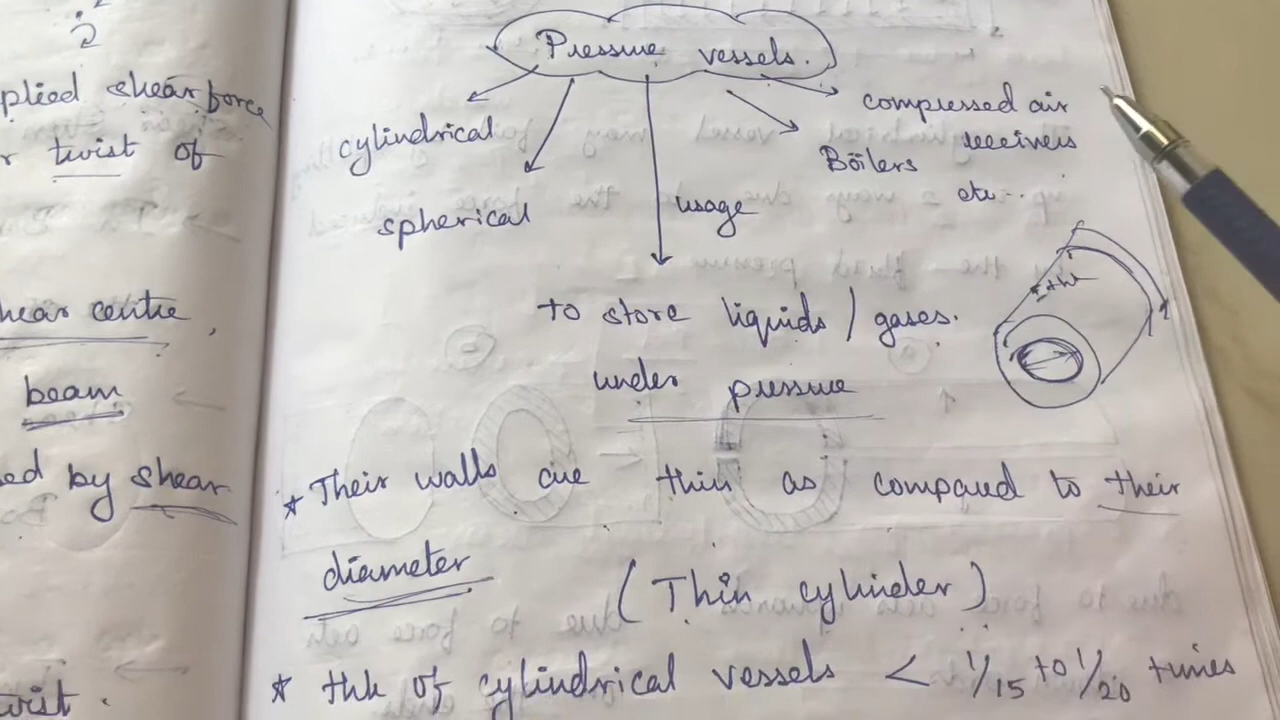 plied shear force
r twist of
hear centre,
beam
ed by shear
wist.
Pressure vessels.
cylindrical
spherical
usage
Boilers
compressed air
receivers
etc...
to store liquids / gases.
under pressure
* Their walls are thin as compared to their
diameter (Thin cylinder)
* thk of cylindrical vessels < 1/15 to 1/20 times